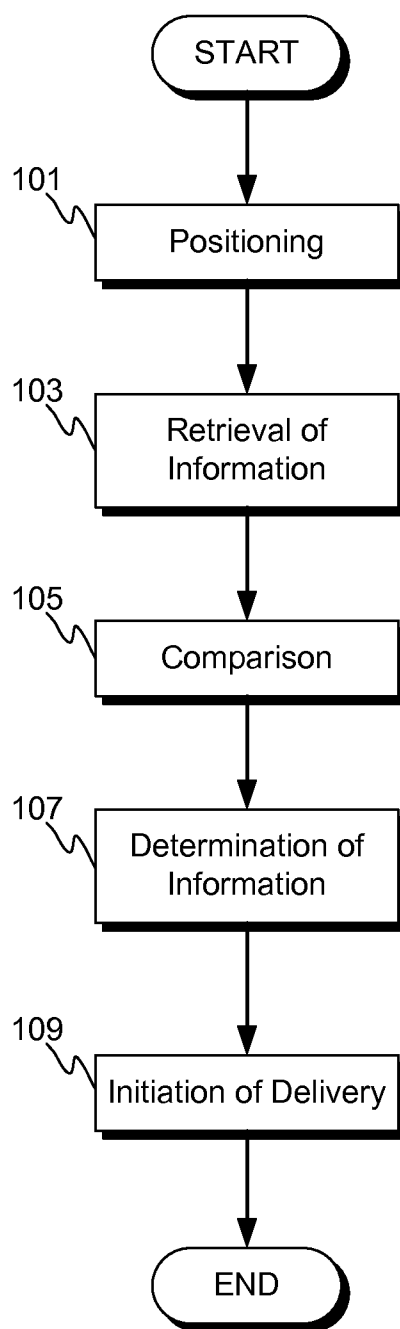 START
101
Positioning
103
Retrieval of
Information
105
Comparison
107
Determination of
Information
109
Initiation of Delivery
END